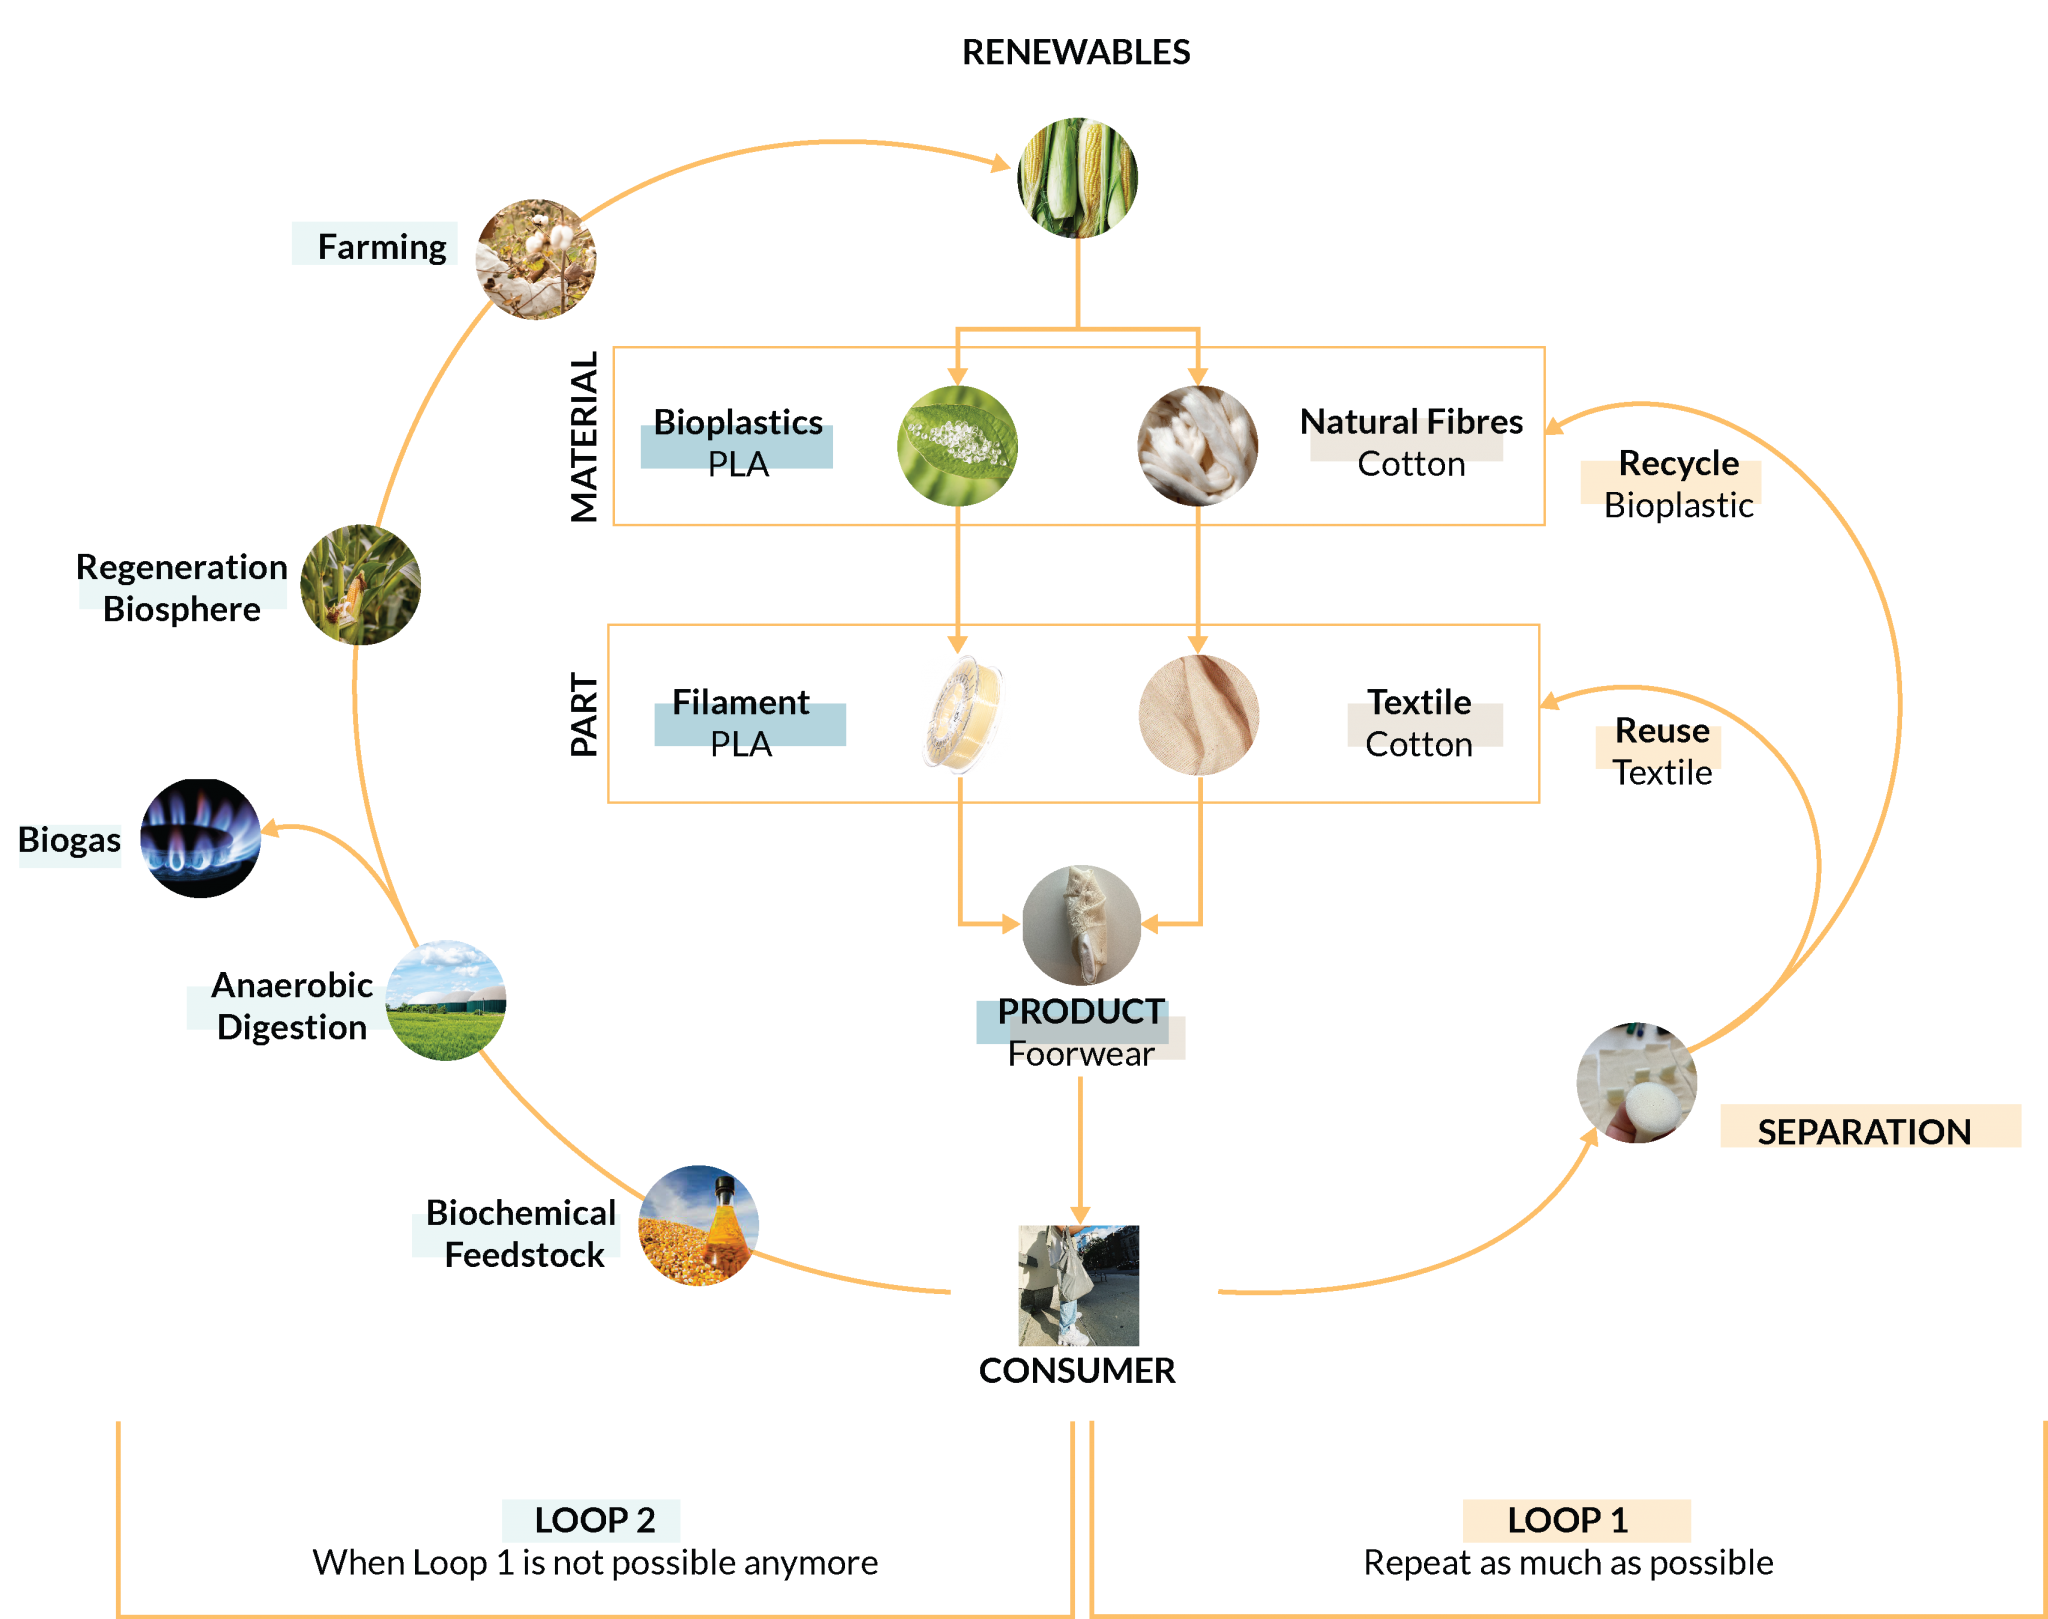 RENEWABLES
Farming
MATERIAL
Bioplastics
PLA
Natural Fibres
Cotton
Recycle
Bioplastic
Regeneration
Biosphere
PART
Filament
PLA
Textile
Cotton
Reuse
Textile
Biogas
Anaerobic
Digestion
PRODUCT
Foorwear
SEPARATION
Biochemical
Feedstock
CONSUMER
LOOP 2
When Loop 1 is not possible anymore
LOOP 1
Repeat as much as possible